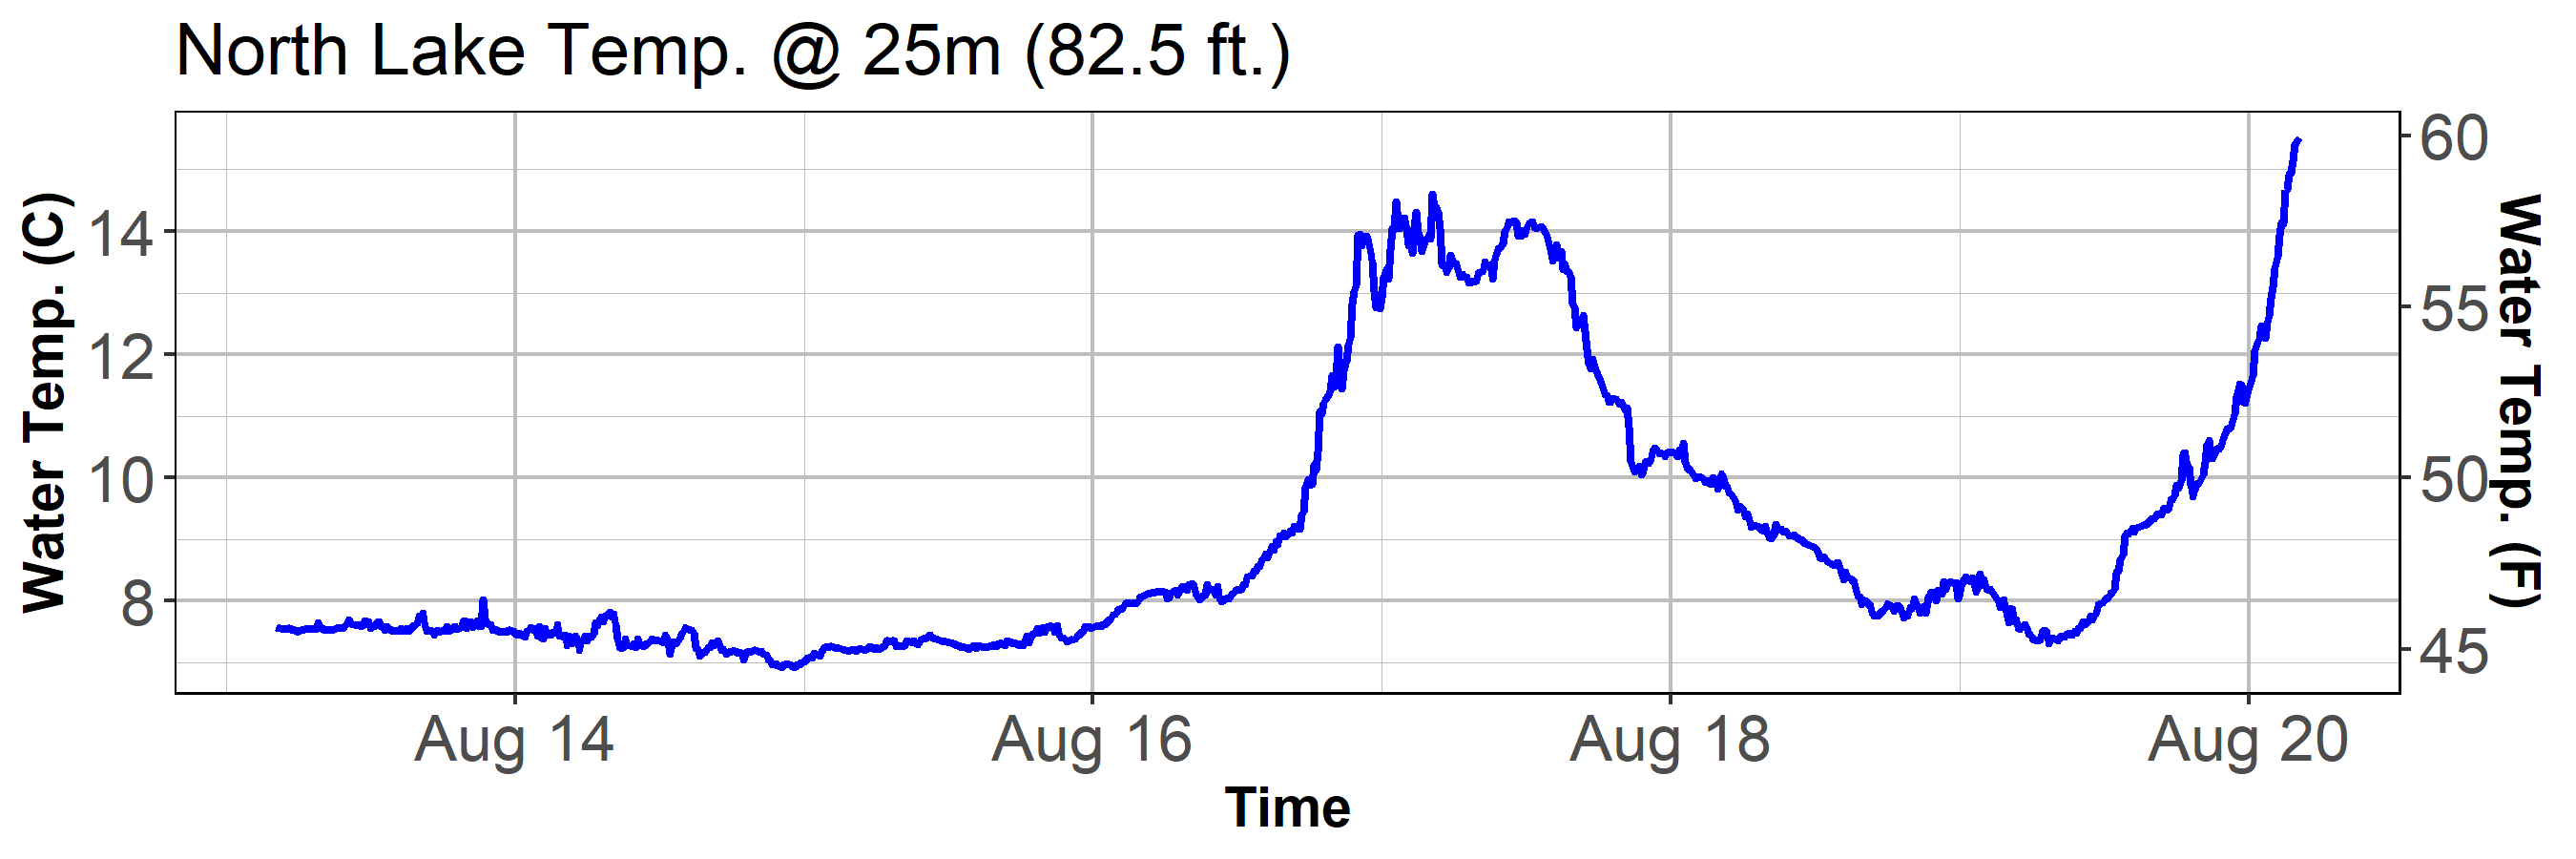 North Lake Temp. @ 25m (82.5 ft.)
Water Temp. (C)
14
12
10
8
60
55
50
45
Water Temp. (F)
Aug 14 Aug 16 Aug 18 Aug 20
Time